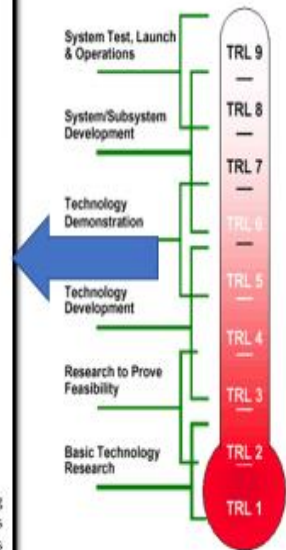 System Test, Launch
& Operations
System/Subsystem
Development
Technology
Demonstration
Technology
Development
Research to Prove
Feasibility
Basic Technology
Research
TRL 9
TRL 8
TRL 7
TRL 6
TRL 5
TRL 4
TRL 3
TRL 2
TRL 1